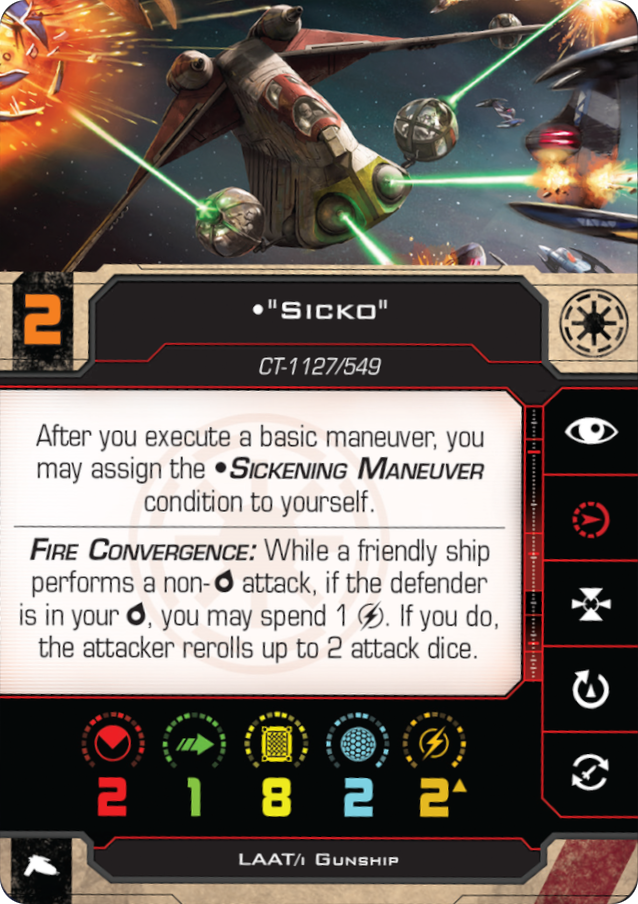 2
•"Sicko"
CT-1127/549
After you execute a basic maneuver, you
may assign the •Sickening Maneuver
condition to yourself.
Fire Convergence: While a friendly ship
performs a non- attack, if the defender
is in your , you may spend 1 . If you do,
the attacker rerolls up to 2 attack dice.
2 1 8 2 2
LAAT/i Gunship